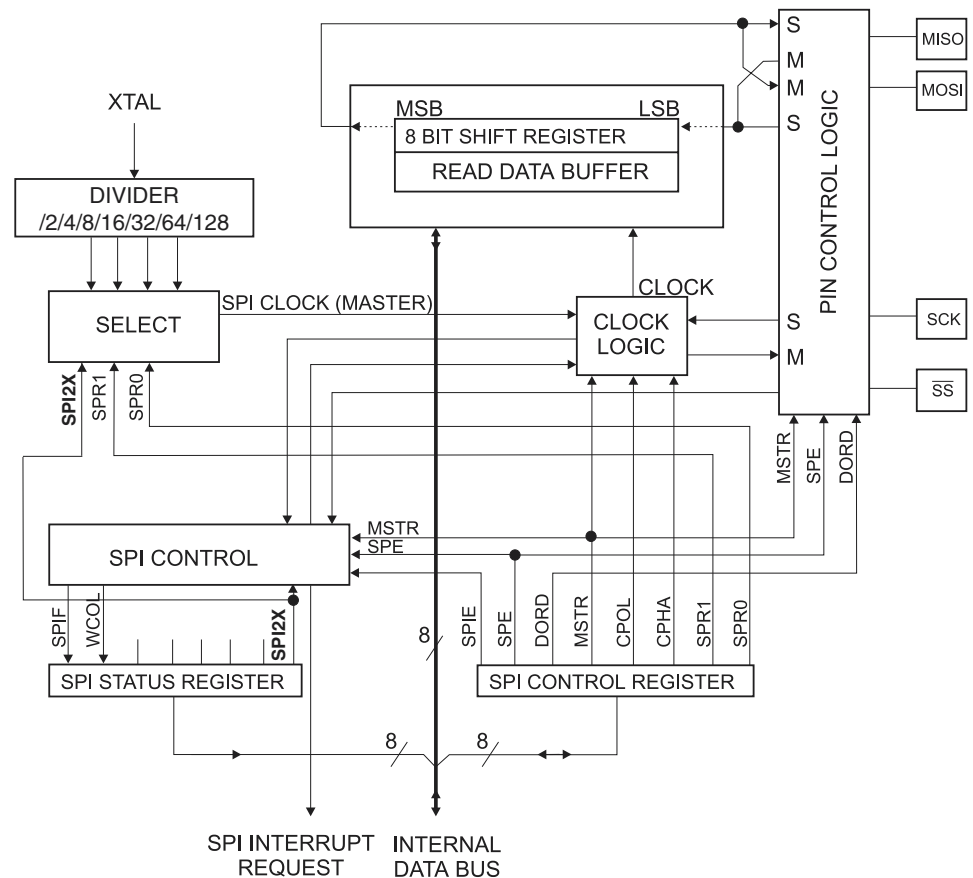 S
MISO
M
MSB
LSB
M
MOSI
XTAL
8 BIT SHIFT REGISTER
S
READ DATA BUFFER
PIN CONTROL LOGIC
DIVIDER
/2/4/8/16/32/64/128
SPI CLOCK (MASTER)
CLOCK
SELECT
CLOCK
LOGIC
S
SCK
M
SPI2X
SPR1
SPR0
SS
MSTR
SPE
DORD
SPI CONTROL
MSTR
SPE
SPIF
WCOL
SPI2X
8
SPIE
SPE
DORD
MSTR
CPOL
CPHA
SPR1
SPR0
SPI STATUS REGISTER
SPI CONTROL REGISTER
8
8
SPI INTERRUPT
REQUEST
INTERNAL
DATA BUS